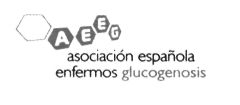 AEEG
asociación española
enfermos glucogenosis